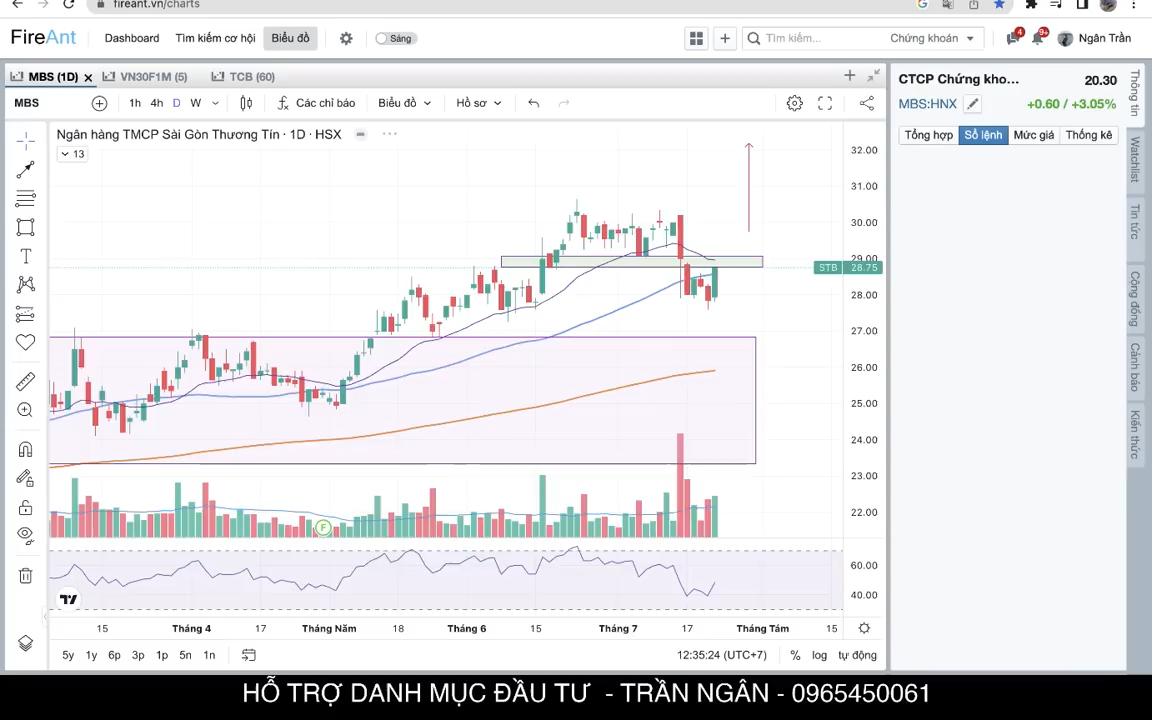 fireant.vn/charts
FireAnt
Dashboard
Tìm kiếm cơ hội
Biểu đồ
Sáng
Tìm kiếm...
Chứng khoán
4
9+
Ngân Trần
MBS (1D)
VN30F1M (5)
TCB (60)
MBS
1h 4h D W
Các chỉ báo
Biểu đồ
Hồ sơ
Ngân hàng TMCP Sài Gòn Thương Tín · 1D · HSX
13
32.00
31.00
30.00
29.00
STB 28.75
28.00
27.00
26.00
25.00
24.00
23.00
22.00
F
60.00
40.00
15 Tháng 4 17 Tháng Năm 18 Tháng 6 15 Tháng 7 17 Tháng Tám 15
5y 1y 6p 3p 1p 5n 1n
12:35:24 (UTC+7)
% log tự động
CTCP Chứng kho...
20.30
MBS:HNX
+0.60 / +3.05%
Tổng hợp
Sổ lệnh
Mức giá
Thống kê
Thông tin
Watchlist
Tin tức
Cộng đồng
Cảnh báo
Kiến thức
HỖ TRỢ DANH MỤC ĐẦU TƯ - TRẦN NGÂN - 0965450061